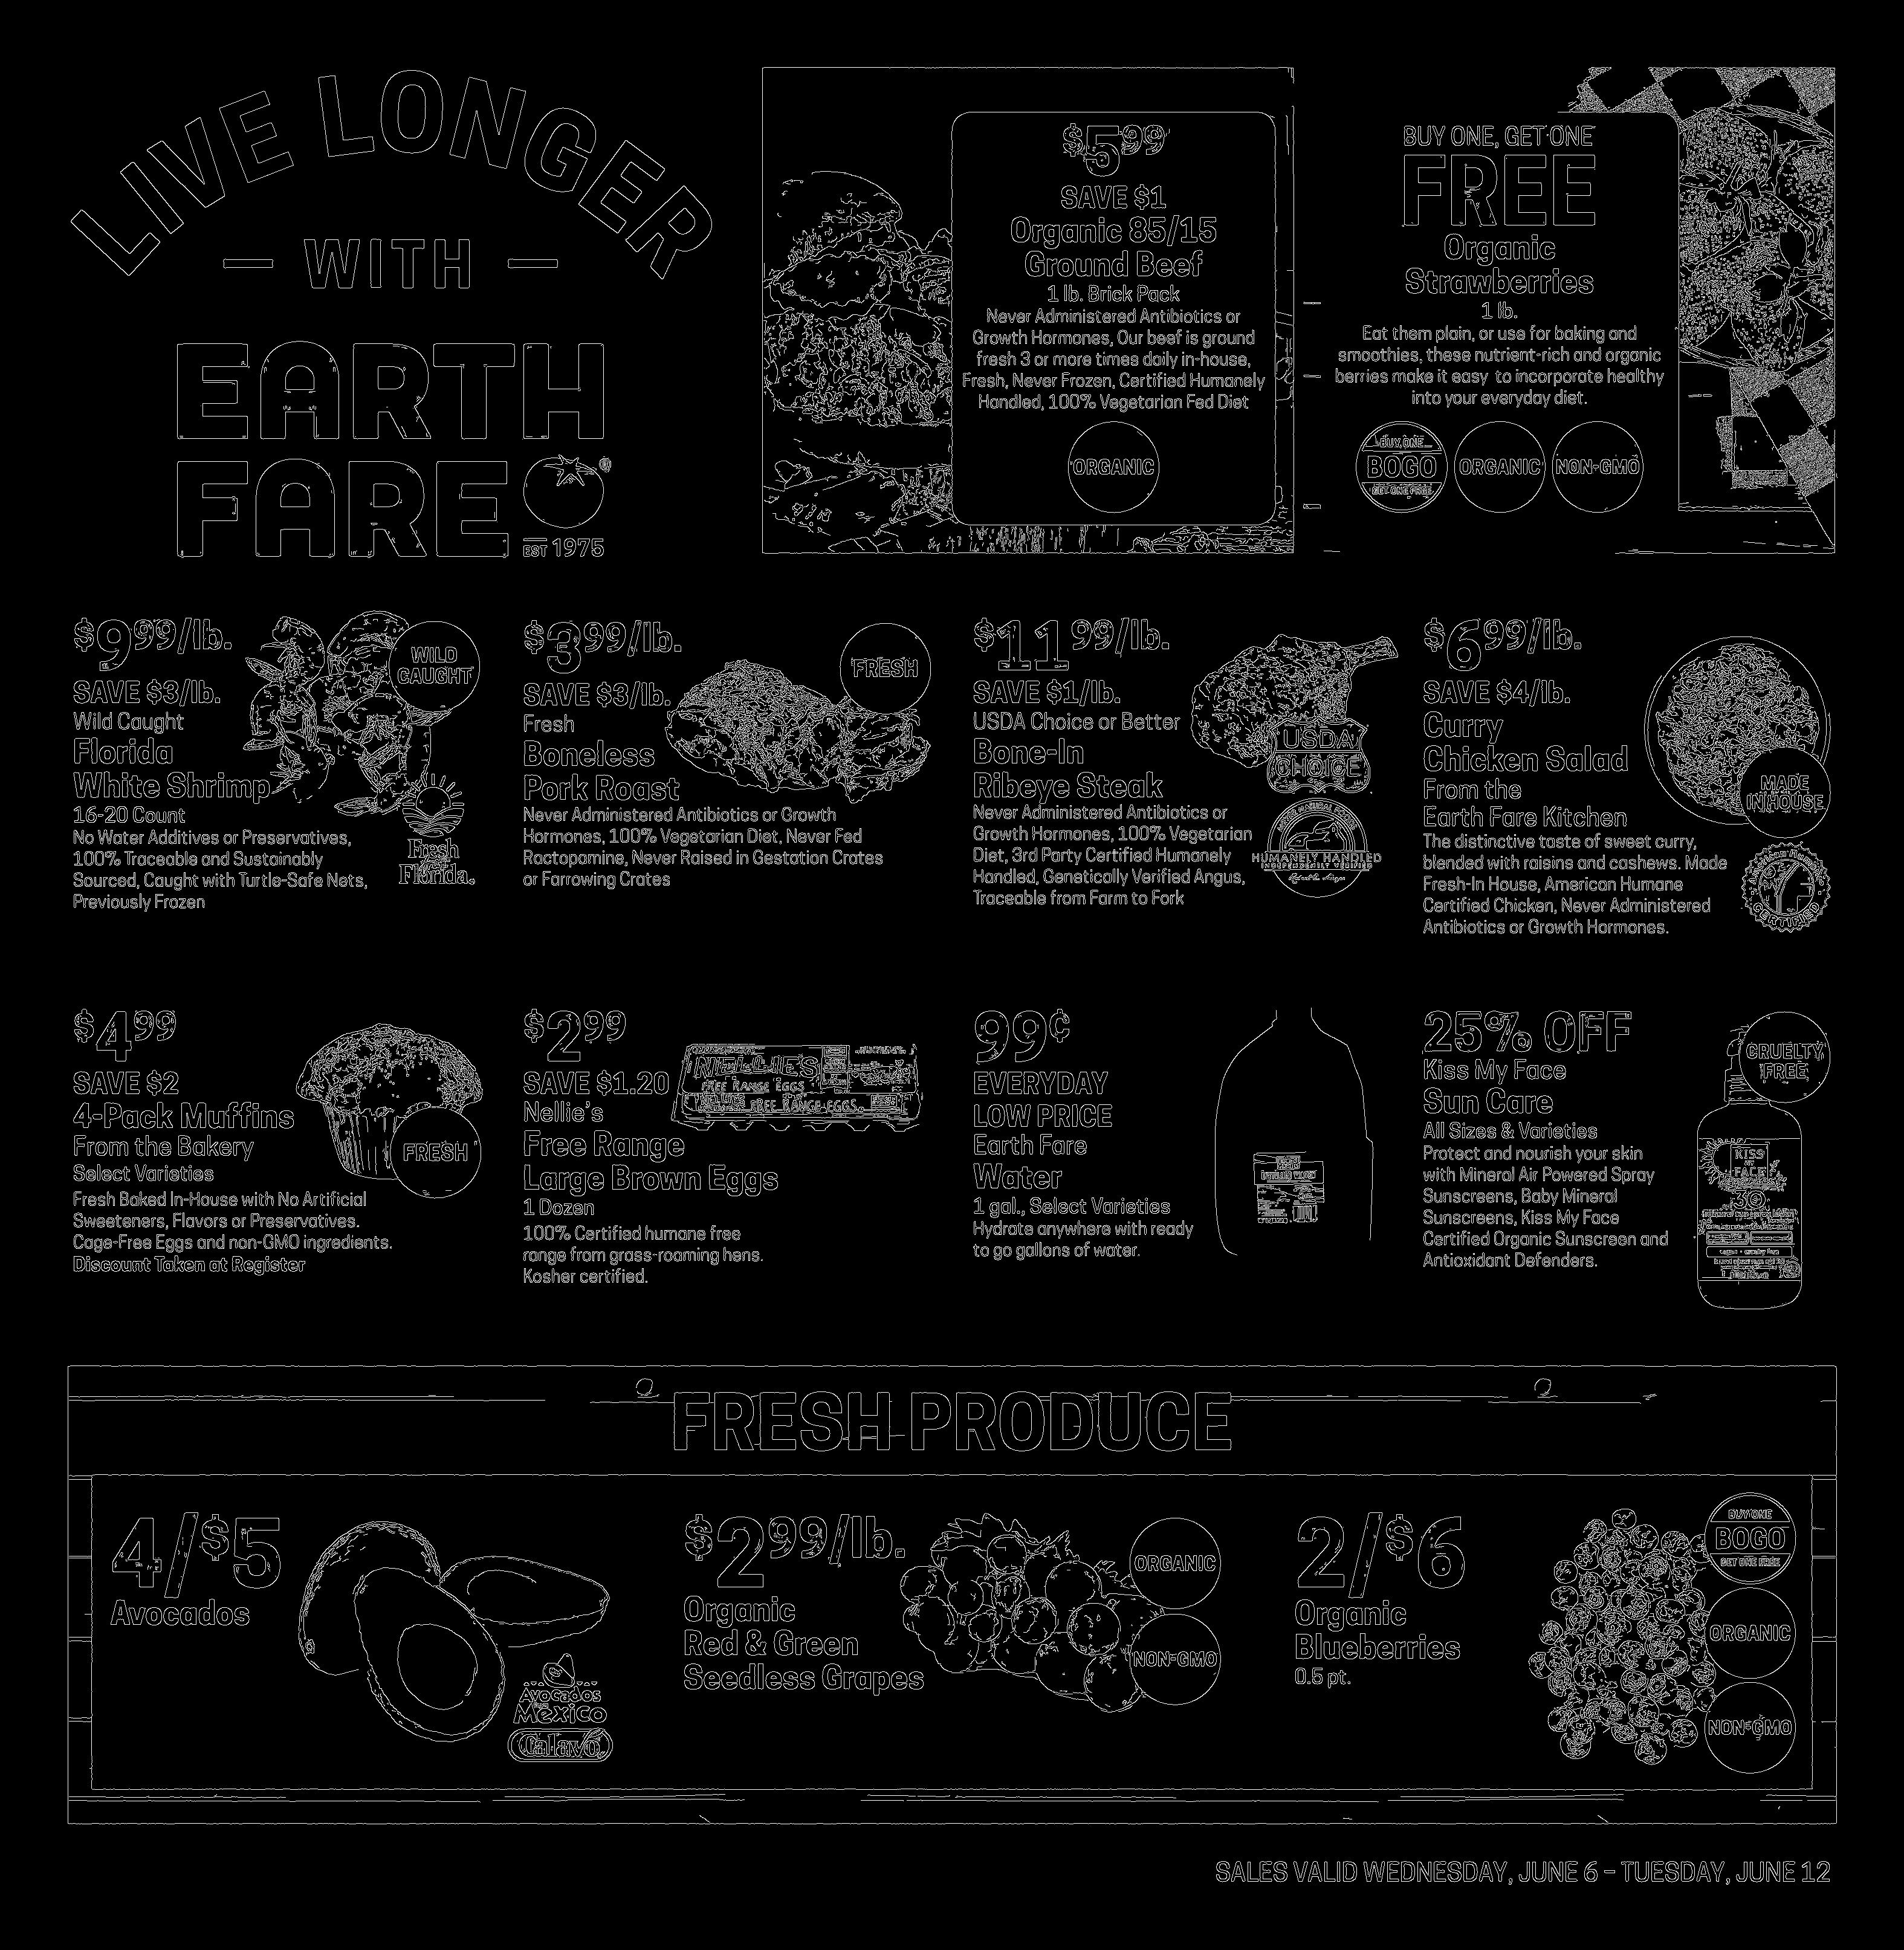 LIVE LONGER
— WITH —
EARTH
FARE®
EST 1975
$5.99
SAVE $1
Organic 85/15
Ground Beef
1 lb. Brick Pack
Never Administered Antibiotics or
Growth Hormones, Our beef is ground
fresh 3 or more times daily in-house,
Fresh, Never Frozen, Certified Humanely
Handled, 100% Vegetarian Fed Diet
ORGANIC
BUY ONE, GET ONE
FREE
Organic
Strawberries
1 lb.
Eat them plain, or use for baking and
smoothies, these nutrient-rich and organic
berries make it easy to incorporate healthy
into your everyday diet.
BUY ONE
BOGO
GET ONE FREE
ORGANIC
NON-GMO
$9.99/lb.
SAVE $3/lb.
Wild Caught
Florida
White Shrimp
16-20 Count
No Water Additives or Preservatives,
100% Traceable and Sustainably
Sourced, Caught with Turtle-Safe Nets,
Previously Frozen
WILD
CAUGHT
Fresh
Florida.
$3.99/lb.
SAVE $3/lb.
Fresh
Boneless
Pork Roast
Never Administered Antibiotics or Growth
Hormones, 100% Vegetarian Diet, Never Fed
Ractopamine, Never Raised in Gestation Crates
or Farrowing Crates
FRESH
$11.99/lb.
SAVE $1/lb.
USDA Choice or Better
Bone-In
Ribeye Steak
Never Administered Antibiotics or
Growth Hormones, 100% Vegetarian
Diet, 3rd Party Certified Humanely
Handled, Genetically Verified Angus,
Traceable from Farm to Fork
USDA
CHOICE
HUMANELY HANDLED
INDEPENDENTLY VERIFIED
$6.99/lb.
SAVE $4/lb.
Curry
Chicken Salad
From the
Earth Fare Kitchen
The distinctive taste of sweet curry,
blended with raisins and cashews. Made
Fresh-In House, American Humane
Certified Chicken, Never Administered
Antibiotics or Growth Hormones.
MADE
IN HOUSE
American Humane
CERTIFIED
$4.99
SAVE $2
4-Pack Muffins
From the Bakery
Select Varieties
Fresh Baked In-House with No Artificial
Sweeteners, Flavors or Preservatives.
Cage-Free Eggs and non-GMO ingredients.
Discount Taken at Register
FRESH
$2.99
SAVE $1.20
Nellie's
Free Range
Large Brown Eggs
1 Dozen
100% Certified humane free
range from grass-roaming hens.
Kosher certified.
NELLIE'S
FREE RANGE EGGS
FREE RANGE EGGS.
99¢
EVERYDAY
LOW PRICE
Earth Fare
Water
1 gal., Select Varieties
Hydrate anywhere with ready
to go gallons of water.
25% OFF
Kiss My Face
Sun Care
All Sizes & Varieties
Protect and nourish your skin
with Mineral Air Powered Spray
Sunscreens, Baby Mineral
Sunscreens, Kiss My Face
Certified Organic Sunscreen and
Antioxidant Defenders.
CRUELTY
FREE
KISS
MY
FACE
30
FRESH PRODUCE
4/$5
Avocados
Avocados
from
Mexico
Calavo
$2.99/lb.
Organic
Red & Green
Seedless Grapes
ORGANIC
NON-GMO
2/$6
Organic
Blueberries
0.5 pt.
BUY ONE
BOGO
GET ONE FREE
ORGANIC
NON-GMO
SALES VALID WEDNESDAY, JUNE 6 – TUESDAY, JUNE 12